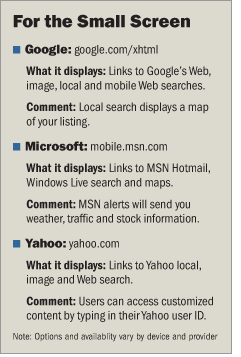 For the Small Screen
Google: google.com/xhtml
What it displays: Links to Google's Web,
image, local and mobile Web searches.
Comment: Local search displays a map
of your listing.
Microsoft: mobile.msn.com
What it displays: Links to MSN Hotmail,
Windows Live search and maps.
Comment: MSN alerts will send you
weather, traffic and stock information.
Yahoo: yahoo.com
What it displays: Links to Yahoo local,
image and Web search.
Comment: Users can access customized
content by typing in their Yahoo user ID.
Note: Options and availablity vary by device and provider